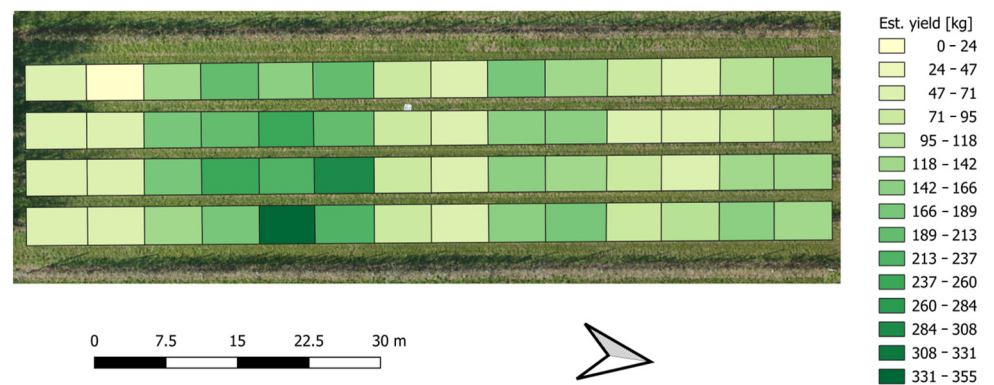 Est. yield [kg]
0 – 24
24 – 47
47 – 71
71 – 95
95 – 118
118 – 142
142 – 166
166 – 189
189 – 213
213 – 237
237 – 260
260 – 284
284 – 308
308 – 331
331 – 355
0 7.5 15 22.5 30 m